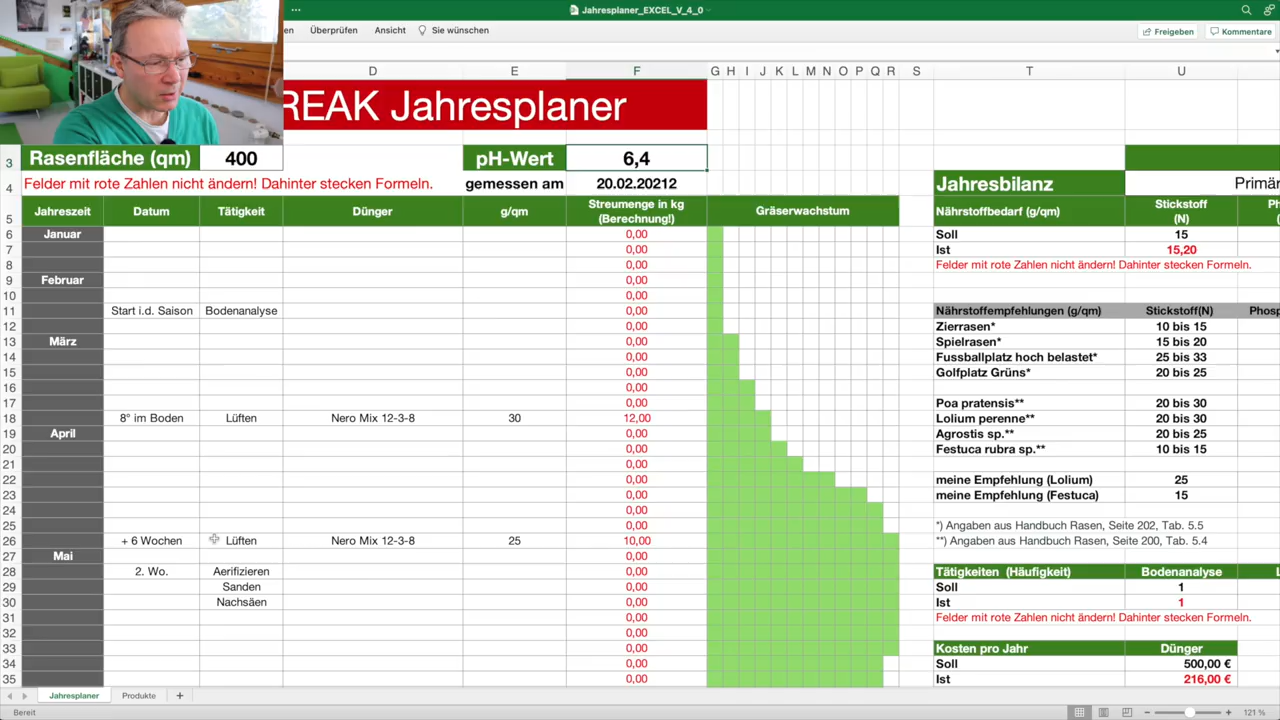 ••• Jahresplaner_EXCEL_V_4_0
en Überprüfen Ansicht Sie wünschen Freigeben Kommentare
D E F G H I J K L M N O P Q R S T U
REAK Jahresplaner
3 Rasenfläche (qm) 400 pH-Wert 6,4
4 Felder mit rote Zahlen nicht ändern! Dahinter stecken Formeln. gemessen am 20.02.20212 Jahresbilanz Primär
5 Jahreszeit Datum Tätigkeit Dünger g/qm Streumenge in kg (Berechnung!) Gräserwachstum Nährstoffbedarf (g/qm) Stickstoff (N) Ph (
6 Januar 0,00 Soll 15
7 0,00 Ist 15,20
8 0,00 Felder mit rote Zahlen nicht ändern! Dahinter stecken Formeln.
9 Februar 0,00
10 0,00
11 Start i.d. Saison Bodenanalyse 0,00 Nährstoffempfehlungen (g/qm) Stickstoff(N) Phosp
12 0,00 Zierrasen* 10 bis 15
13 März 0,00 Spielrasen* 15 bis 20
14 0,00 Fussballplatz hoch belastet* 25 bis 33
15 0,00 Golfplatz Grüns* 20 bis 25
16 0,00
17 0,00 Poa pratensis** 20 bis 30
18 8° im Boden Lüften Nero Mix 12-3-8 30 12,00 Lolium perenne** 20 bis 30
19 April 0,00 Agrostis sp.** 20 bis 25
20 0,00 Festuca rubra sp.** 10 bis 15
21 0,00
22 0,00 meine Empfehlung (Lolium) 25
23 0,00 meine Empfehlung (Festuca) 15
24 0,00
25 0,00 *) Angaben aus Handbuch Rasen, Seite 202, Tab. 5.5
26 + 6 Wochen Lüften Nero Mix 12-3-8 25 10,00 **) Angaben aus Handbuch Rasen, Seite 200, Tab. 5.4
27 Mai 0,00
28 2. Wo. Aerifizieren 0,00 Tätigkeiten (Häufigkeit) Bodenanalyse L
29 Sanden 0,00 Soll 1
30 Nachsäen 0,00 Ist 1
31 0,00 Felder mit rote Zahlen nicht ändern! Dahinter stecken Formeln.
32 0,00
33 0,00 Kosten pro Jahr Dünger
34 0,00 Soll 500,00 €
35 0,00 Ist 216,00 €
Jahresplaner Produkte +
Bereit 121 %